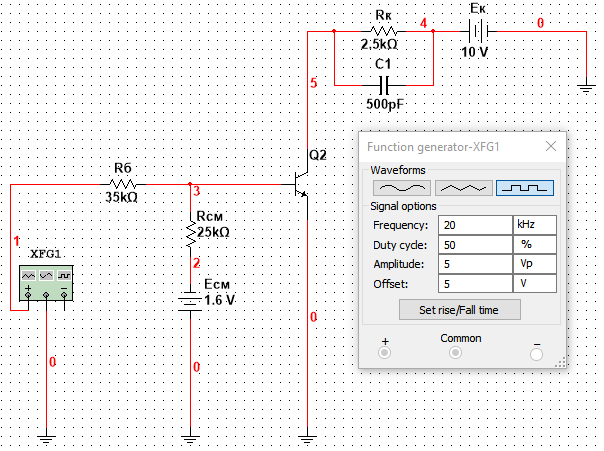 Rк
2.5kΩ
4
Eк
10 V
0
C1
500pF
5
Q2
Rб
35kΩ
3
1
XFG1
+
−
Rсм
25kΩ
2
Eсм
1.6 V
0
0
0
Function generator-XFG1
Waveforms
Signal options
Frequency: 20 kHz
Duty cycle: 50 %
Amplitude: 5 Vp
Offset: 5 V
Set rise/Fall time
+ Common −